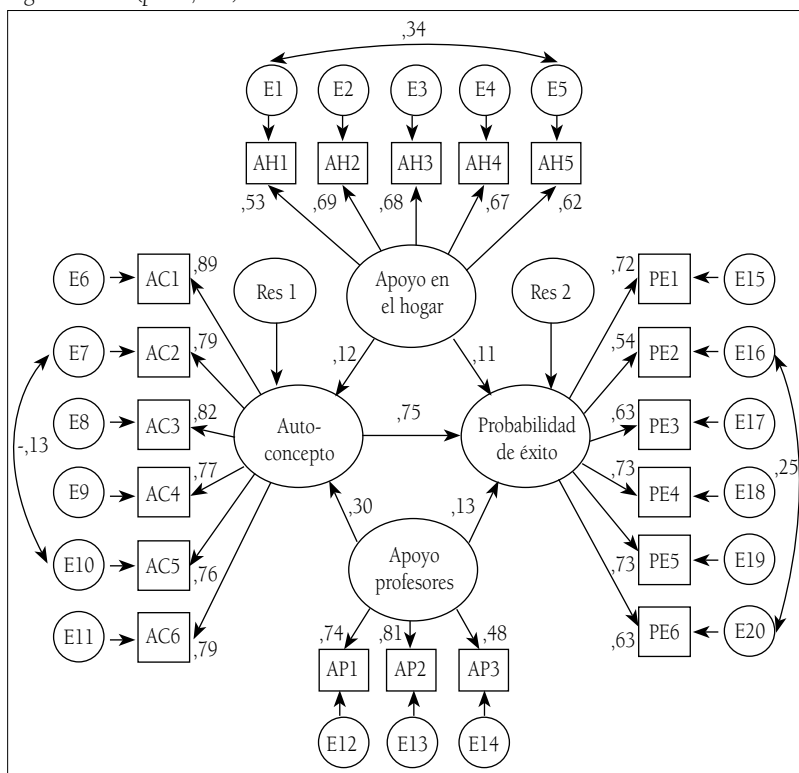 ,34
E1 E2 E3 E4 E5
AH1 AH2 AH3 AH4 AH5
,53 ,69 ,68 ,67 ,62
E6 AC1 ,89 Res 1 Apoyo en
el hogar Res 2 ,72 PE1 E15
E7 AC2 ,79 ,12 ,11 ,54 PE2 E16
E8 AC3 ,82 Auto-
concepto ,75 Probabilidad
de éxito ,63 PE3 E17
-,13 ,25
E9 AC4 ,77 ,30 ,13 ,73 PE4 E18
E10 AC5 ,76 Apoyo
profesores ,73 PE5 E19
E11 AC6 ,79 ,74 ,81 ,48 ,63 PE6 E20
AP1 AP2 AP3
E12 E13 E14